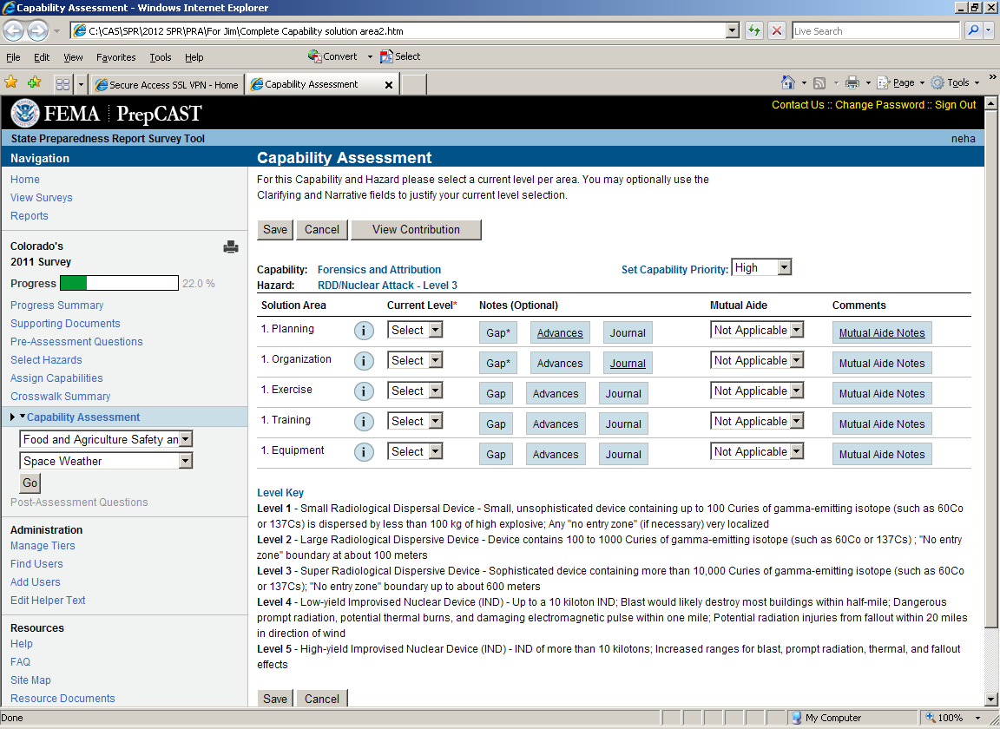 Capability Assessment - Windows Internet Explorer
C:\CAS\SPR\2012 SPR\PRA\For Jim\Complete Capability solution area2.htm
Live Search
File Edit View Favorites Tools Help Convert Select
Secure Access SSL VPN - Home Capability Assessment Page Tools
FEMA PrepCAST
Contact Us :: Change Password :: Sign Out
State Preparedness Report Survey Tool neha
Navigation
Home
View Surveys
Reports
Colorado's
2011 Survey
Progress 22.0 %
Progress Summary
Supporting Documents
Pre-Assessment Questions
Select Hazards
Assign Capabilities
Crosswalk Summary
Capability Assessment
Food and Agriculture Safety an
Space Weather
Go
Post-Assessment Questions
Administration
Manage Tiers
Find Users
Add Users
Edit Helper Text
Resources
Help
FAQ
Site Map
Resource Documents
Capability Assessment
For this Capability and Hazard please select a current level per area. You may optionally use the
Clarifying and Narrative fields to justify your current level selection.
Save Cancel View Contribution
Capability: Forensics and Attribution Set Capability Priority: High
Hazard: RDD/Nuclear Attack - Level 3
Solution Area Current Level* Notes (Optional) Mutual Aide Comments
1. Planning i Select Gap* Advances Journal Not Applicable Mutual Aide Notes
1. Organization i Select Gap* Advances Journal Not Applicable Mutual Aide Notes
1. Exercise i Select Gap Advances Journal Not Applicable Mutual Aide Notes
1. Training i Select Gap Advances Journal Not Applicable Mutual Aide Notes
1. Equipment i Select Gap Advances Journal Not Applicable Mutual Aide Notes
Level Key
Level 1 - Small Radiological Dispersal Device - Small, unsophisticated device containing up to 100 Curies of gamma-emitting isotope (such as 60Co
or 137Cs) is dispersed by less than 100 kg of high explosive; Any "no entry zone" (if necessary) very localized
Level 2 - Large Radiological Dispersive Device - Device contains 100 to 1000 Curies of gamma-emitting isotope (such as 60Co or 137Cs) ; "No entry
zone" boundary at about 100 meters
Level 3 - Super Radiological Dispersive Device - Sophisticated device containing more than 10,000 Curies of gamma-emitting isotope (such as 60Co
or 137Cs); "No entry zone" boundary up to about 600 meters
Level 4 - Low-yield Improvised Nuclear Device (IND) - Up to a 10 kiloton IND; Blast would likely destroy most buildings within half-mile; Dangerous
prompt radiation, potential thermal burns, and damaging electromagnetic pulse within one mile; Potential radiation injuries from fallout within 20 miles
in direction of wind
Level 5 - High-yield Improvised Nuclear Device (IND) - IND of more than 10 kilotons; Increased ranges for blast, prompt radiation, thermal, and fallout
effects
Save Cancel
Done My Computer 100%